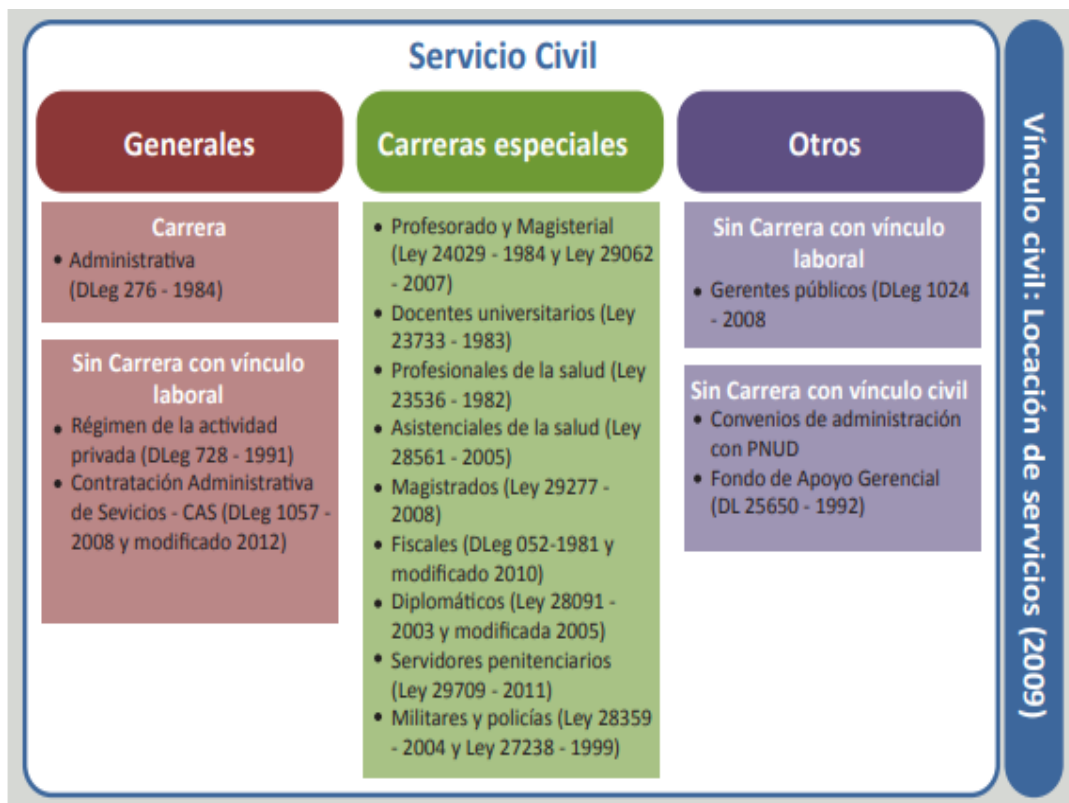 Servicio Civil
Generales
Carrera
• Administrativa
(DLeg 276 - 1984)
Sin Carrera con vínculo
laboral
• Régimen de la actividad
privada (DLeg 728 - 1991)
• Contratación Administrativa
de Sevicios - CAS (DLeg 1057 -
2008 y modificado 2012)
Carreras especiales
• Profesorado y Magisterial
(Ley 24029 - 1984 y Ley 29062
- 2007)
• Docentes universitarios (Ley
23733 - 1983)
• Profesionales de la salud (Ley
23536 - 1982)
• Asistenciales de la salud (Ley
28561 - 2005)
• Magistrados (Ley 29277 -
2008)
• Fiscales (DLeg 052-1981 y
modificado 2010)
• Diplomáticos (Ley 28091 -
2003 y modificada 2005)
• Servidores penitenciarios
(Ley 29709 - 2011)
• Militares y policías (Ley 28359
- 2004 y Ley 27238 - 1999)
Otros
Sin Carrera con vínculo
laboral
• Gerentes públicos (DLeg 1024
- 2008
Sin Carrera con vínculo civil
• Convenios de administración
con PNUD
• Fondo de Apoyo Gerencial
(DL 25650 - 1992)
Vínculo civil: Locación de servicios (2009)